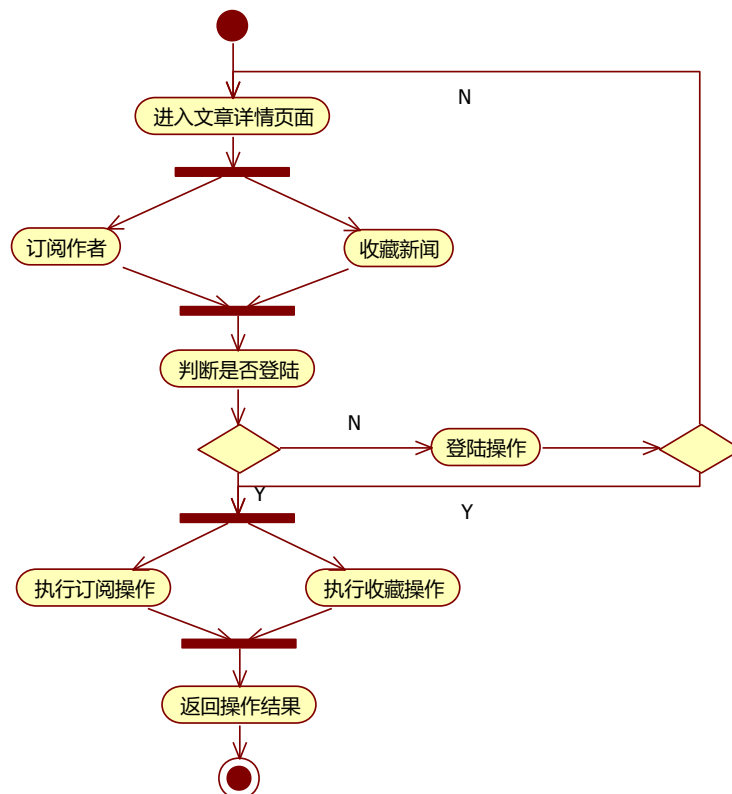 N
进入文章详情页面
订阅作者
收藏新闻
判断是否登陆
N
登陆操作
Y
Y
执行订阅操作
执行收藏操作
返回操作结果